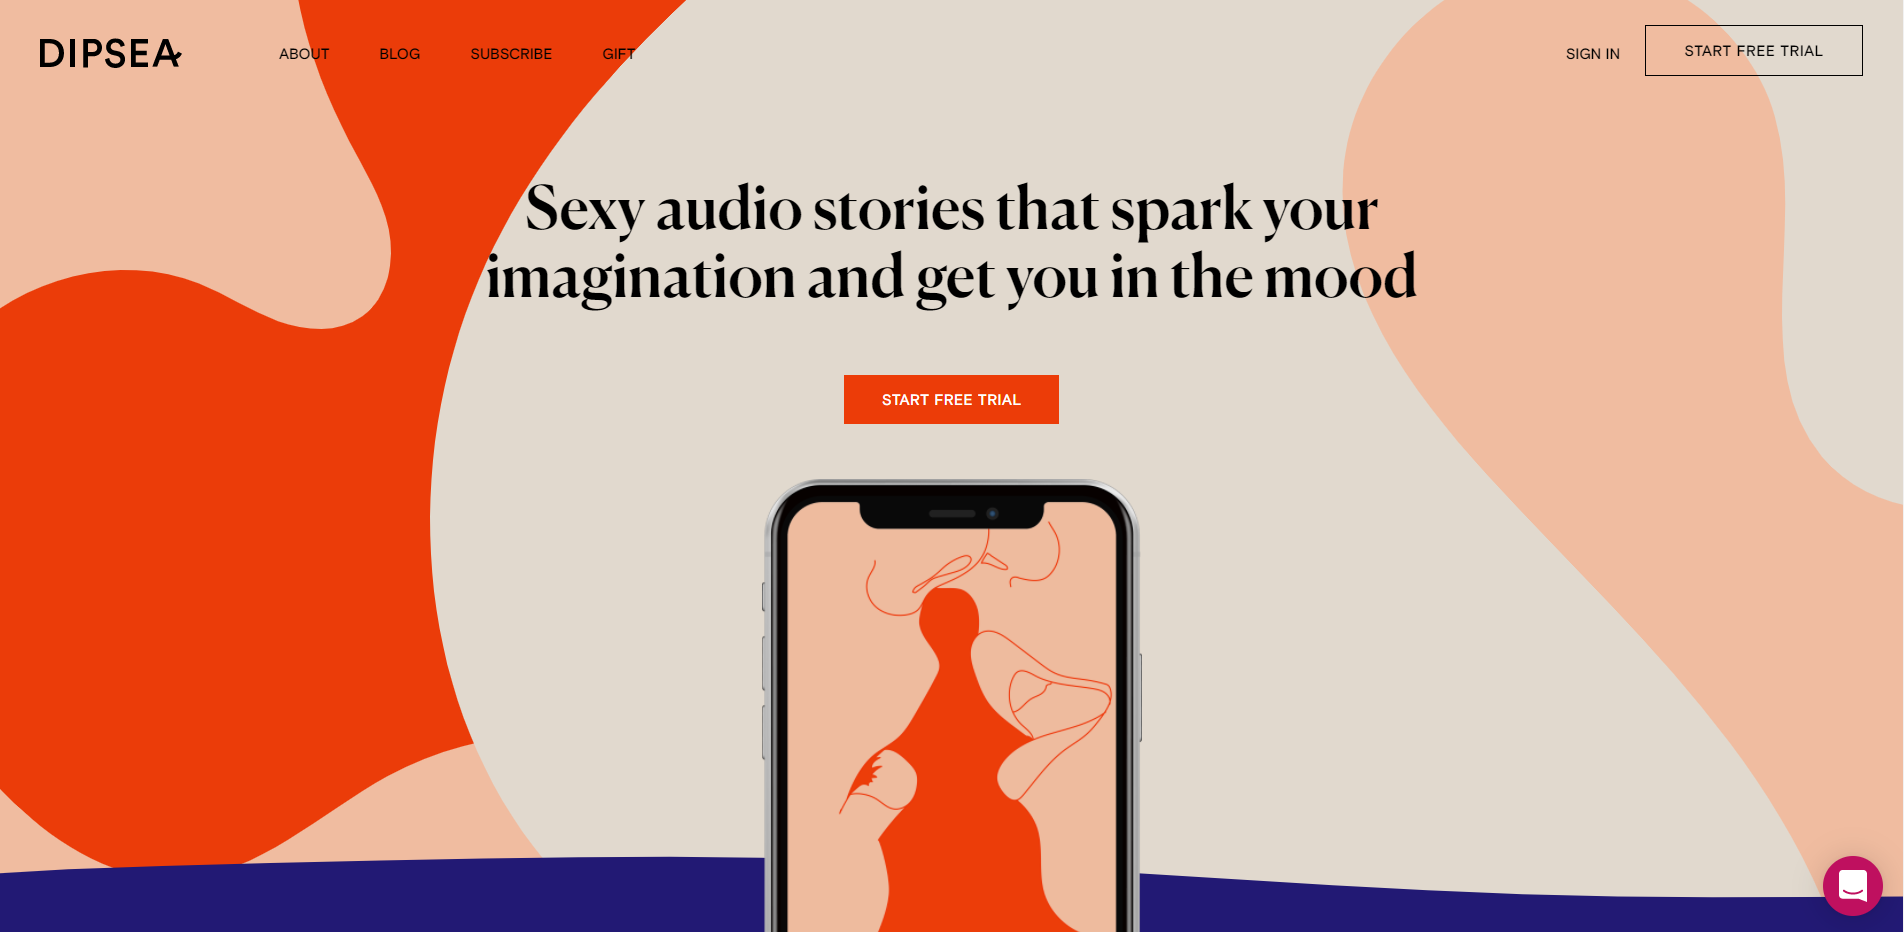 DIPSEA
ABOUT
BLOG
SUBSCRIBE
GIFT
SIGN IN
START FREE TRIAL
Sexy audio stories that spark your
imagination and get you in the mood
START FREE TRIAL